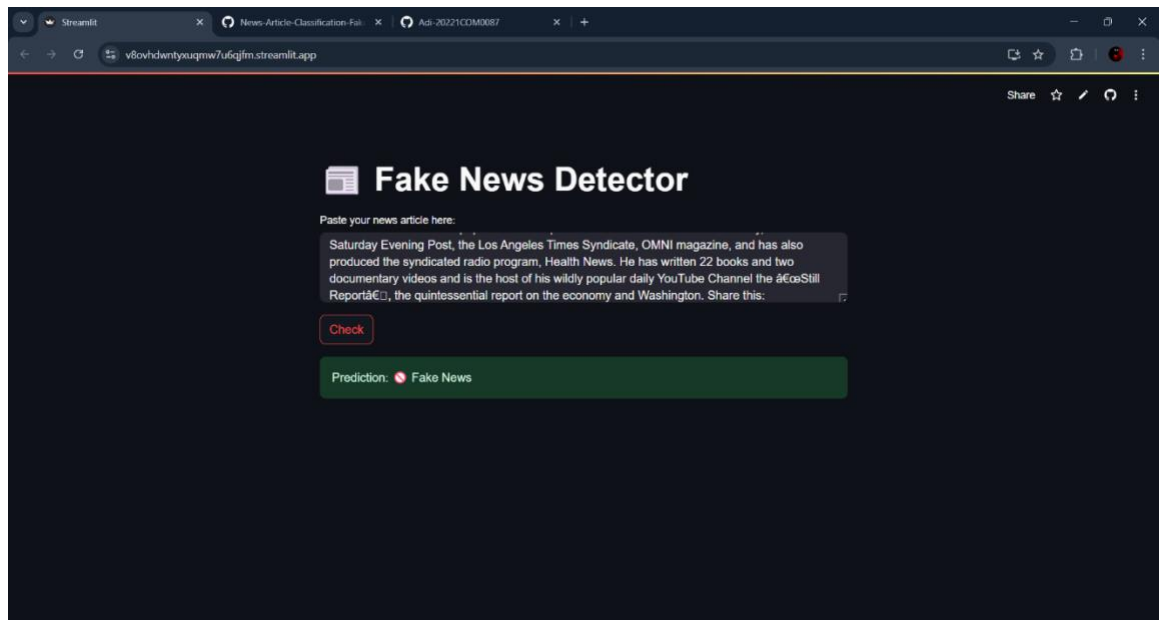 Streamlit
News-Article-Classification-Fak
Adi-20221COM0087
v8ovhdwntyxuqmw7u6qjfm.streamlit.app
Share
Fake News Detector
Paste your news article here:
Saturday Evening Post, the Los Angeles Times Syndicate, OMNI magazine, and has also
produced the syndicated radio program, Health News. He has written 22 books and two
documentary videos and is the host of his wildly popular daily YouTube Channel the â€œStill
Reportâ€, the quintessential report on the economy and Washington. Share this:
Check
Prediction: 🚫 Fake News